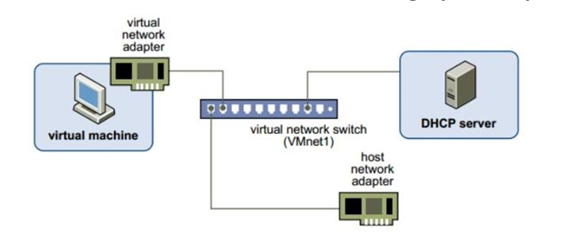 virtual
network
adapter
virtual machine
virtual network switch
(VMnet1)
DHCP server
host
network
adapter